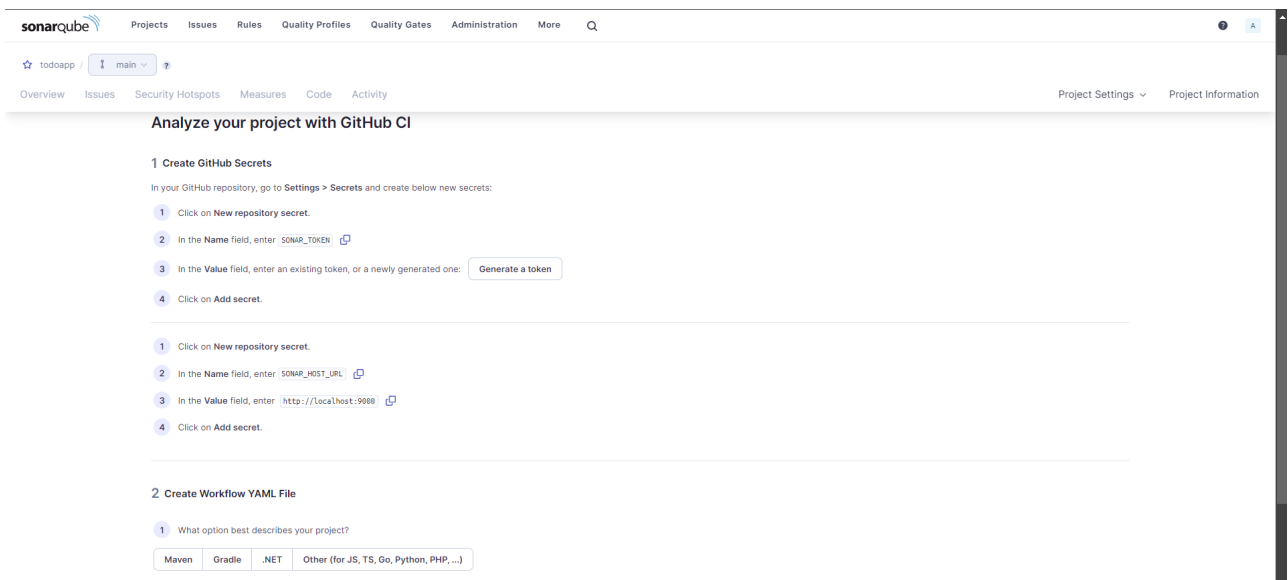 sonarqube Projects Issues Rules Quality Profiles Quality Gates Administration More ? A
todoapp / main ?
Overview Issues Security Hotspots Measures Code Activity Project Settings Project Information
Analyze your project with GitHub CI
1 Create GitHub Secrets
In your GitHub repository, go to Settings > Secrets and create below new secrets:
1 Click on New repository secret.
2 In the Name field, enter SONAR_TOKEN
3 In the Value field, enter an existing token, or a newly generated one: Generate a token
4 Click on Add secret.
1 Click on New repository secret.
2 In the Name field, enter SONAR_HOST_URL
3 In the Value field, enter http://localhost:9000
4 Click on Add secret.
2 Create Workflow YAML File
1 What option best describes your project?
Maven Gradle .NET Other (for JS, TS, Go, Python, PHP, ...)